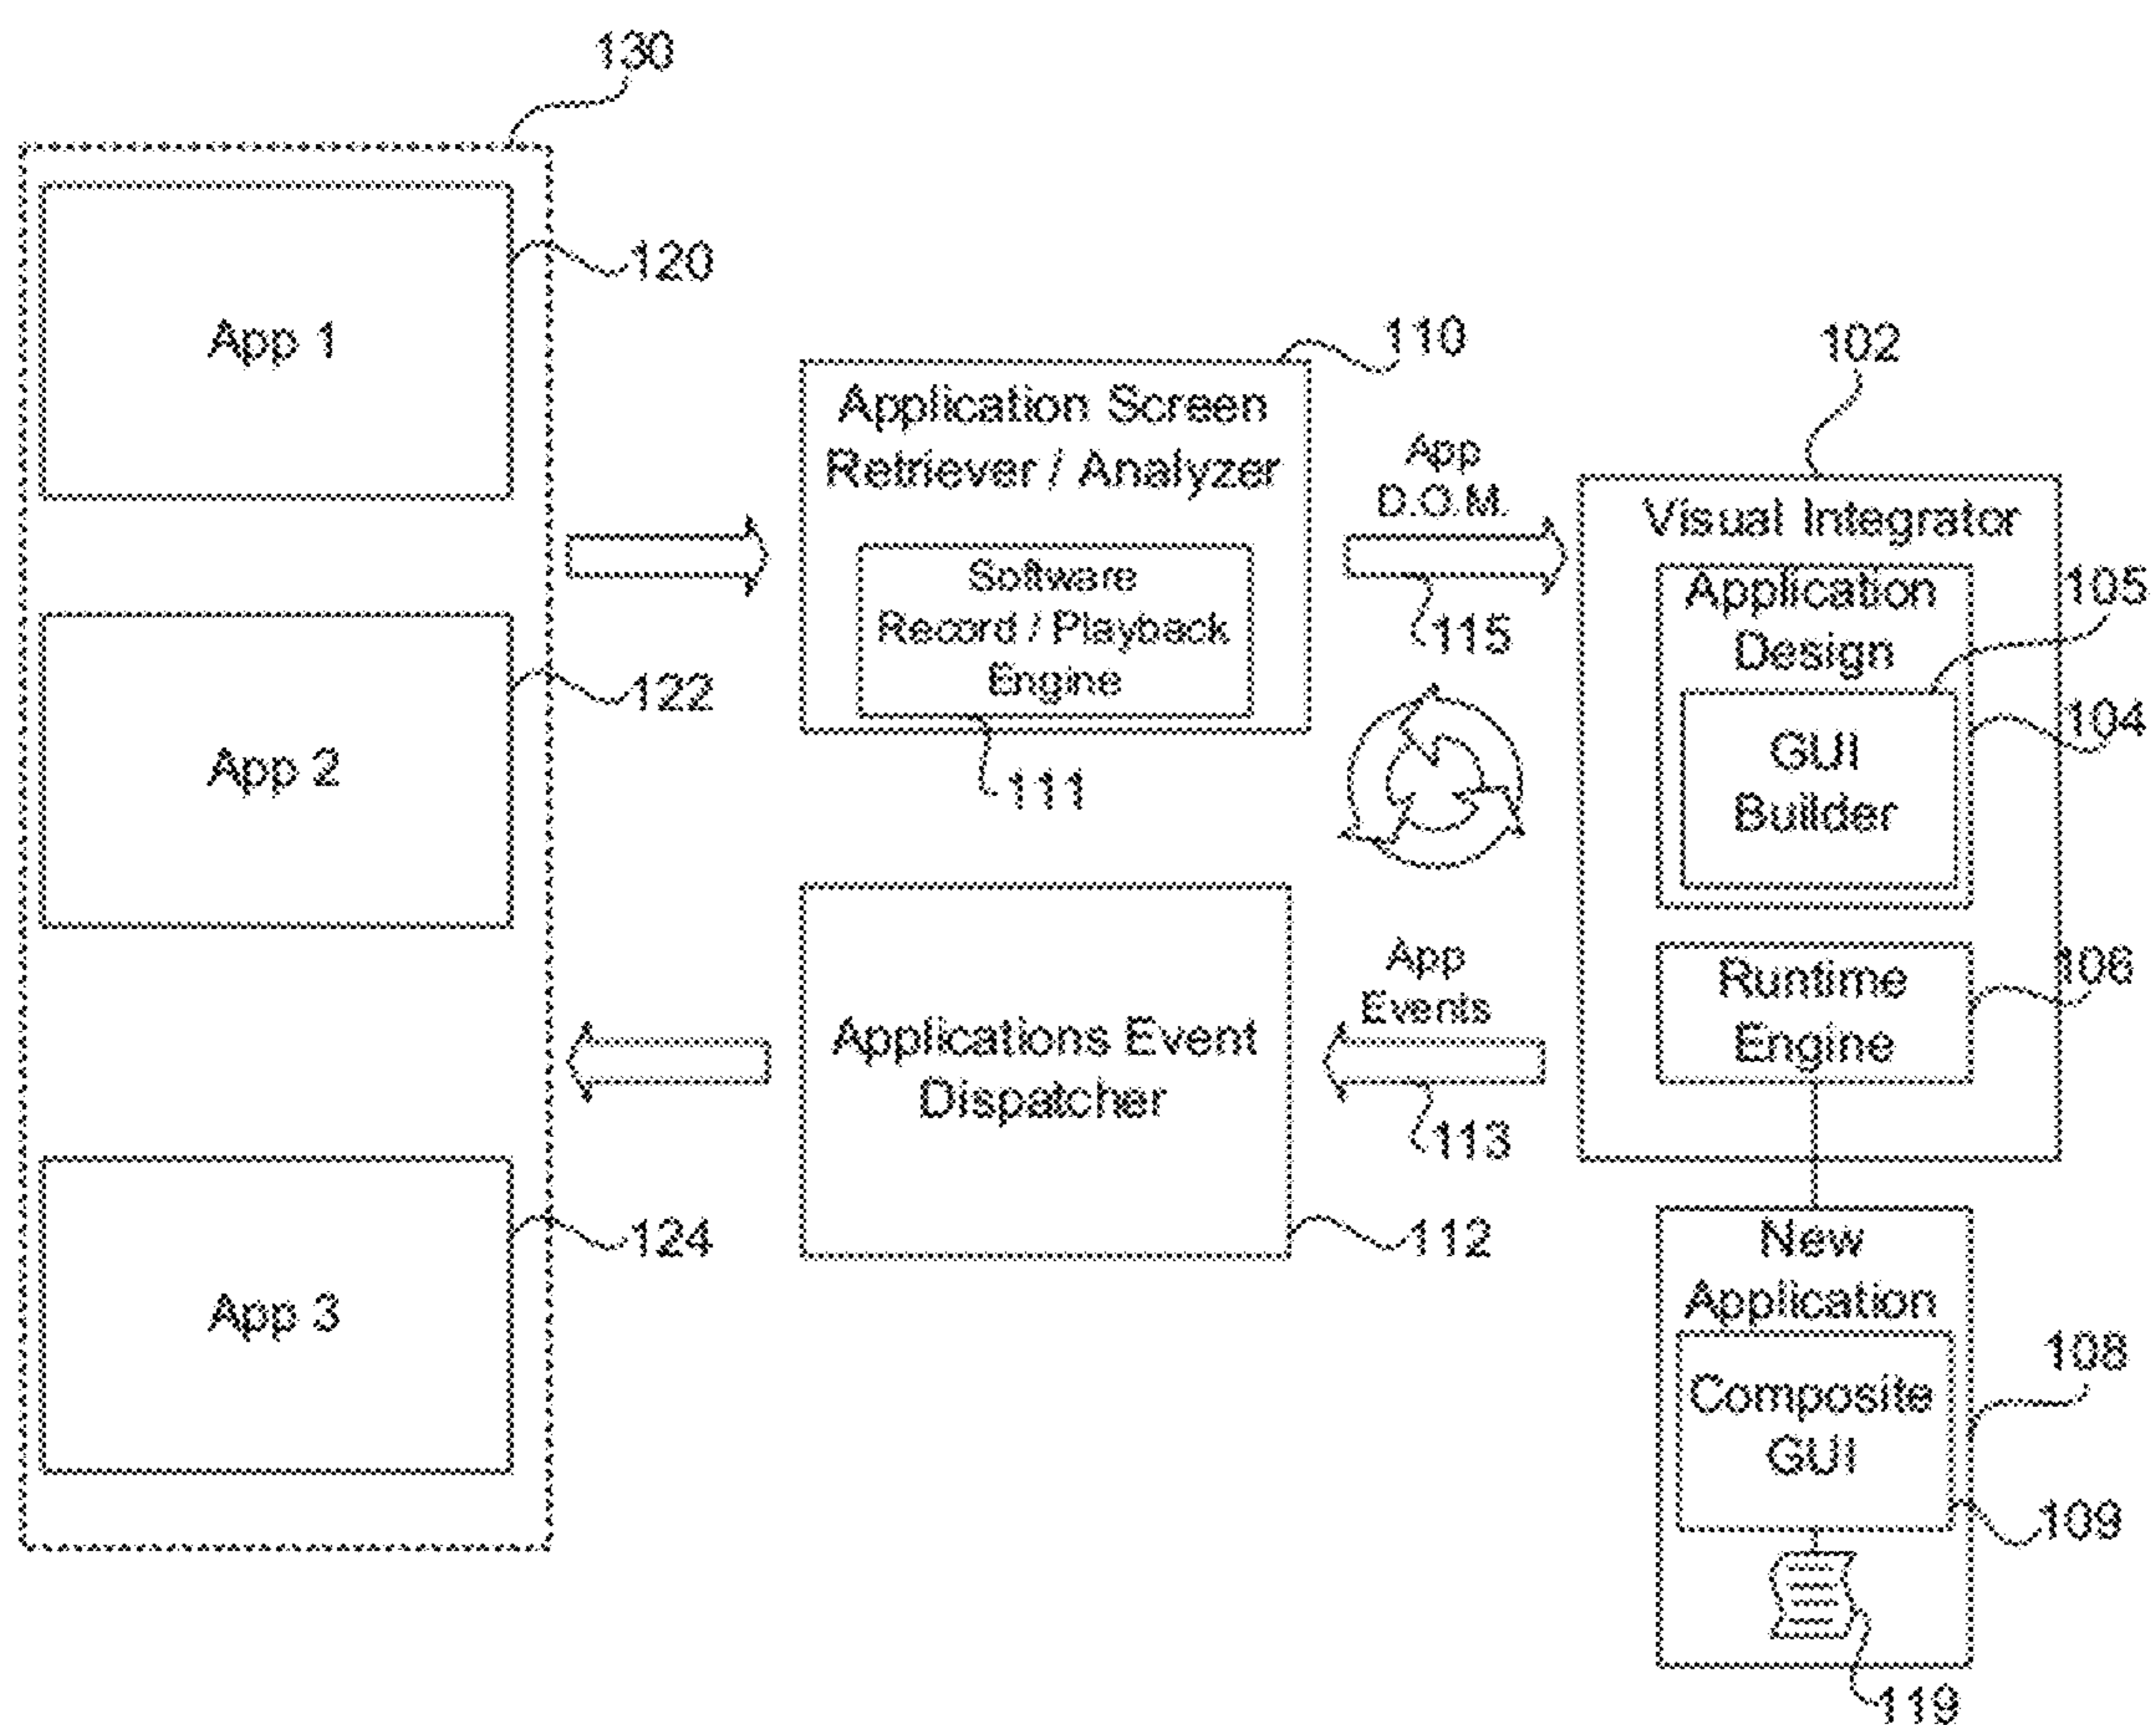 130
App 1
120
App 2
122
App 3
124
110
Application Screen
Retriever / Analyzer
Software
Record / Playback
Engine
111
App
D.O.M.
115
Applications Event
Dispatcher
112
App
Events
113
102
Visual Integrator
Application
Design
105
GUI
Builder
104
Runtime
Engine
106
New
Application
Composite
GUI
108
109
119